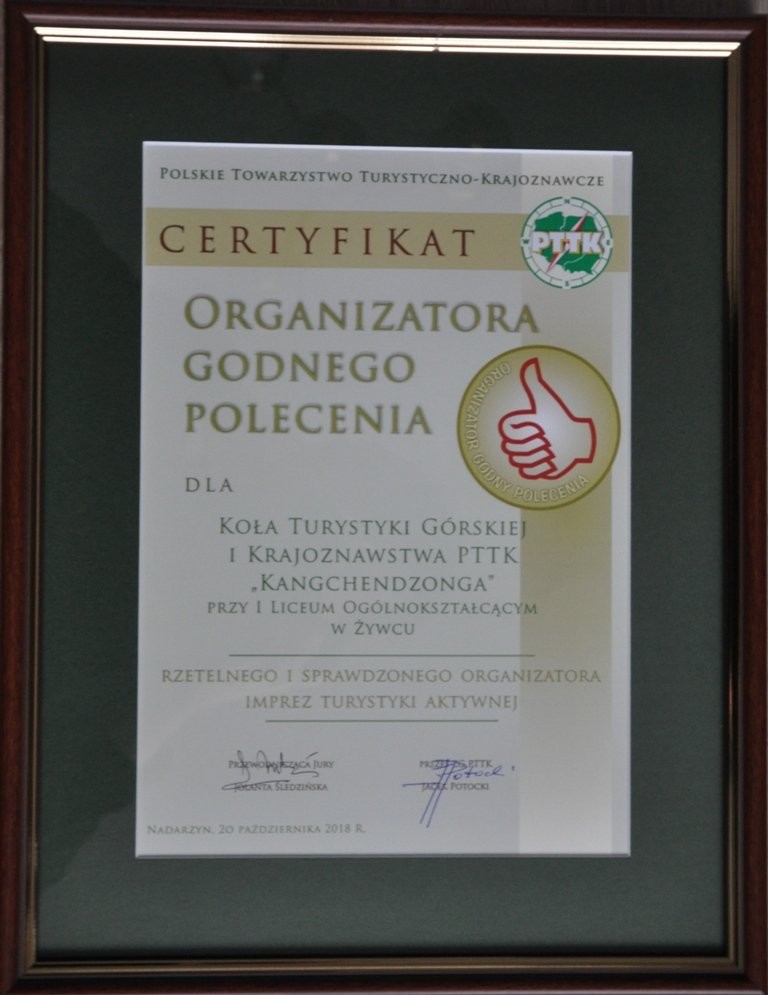 Polskie Towarzystwo Turystyczno-Krajoznawcze
CERTYFIKAT
PTTK
N
S
Organizatora
godnego
polecenia
ORGANIZATOR GODNY POLECENIA
DLA
Koła Turystyki Górskiej
i Krajoznawstwa PTTK
„Kangchendzonga"
przy I Liceum Ogólnokształcącym
w Żywcu
rzetelnego i sprawdzonego organizatora
imprez turystyki aktywnej
Przewodnicząca Jury
Jolanta Śledzińska
Prezes ZG PTTK
Jacek Potocki
Nadarzyn, 20 października 2018 r.